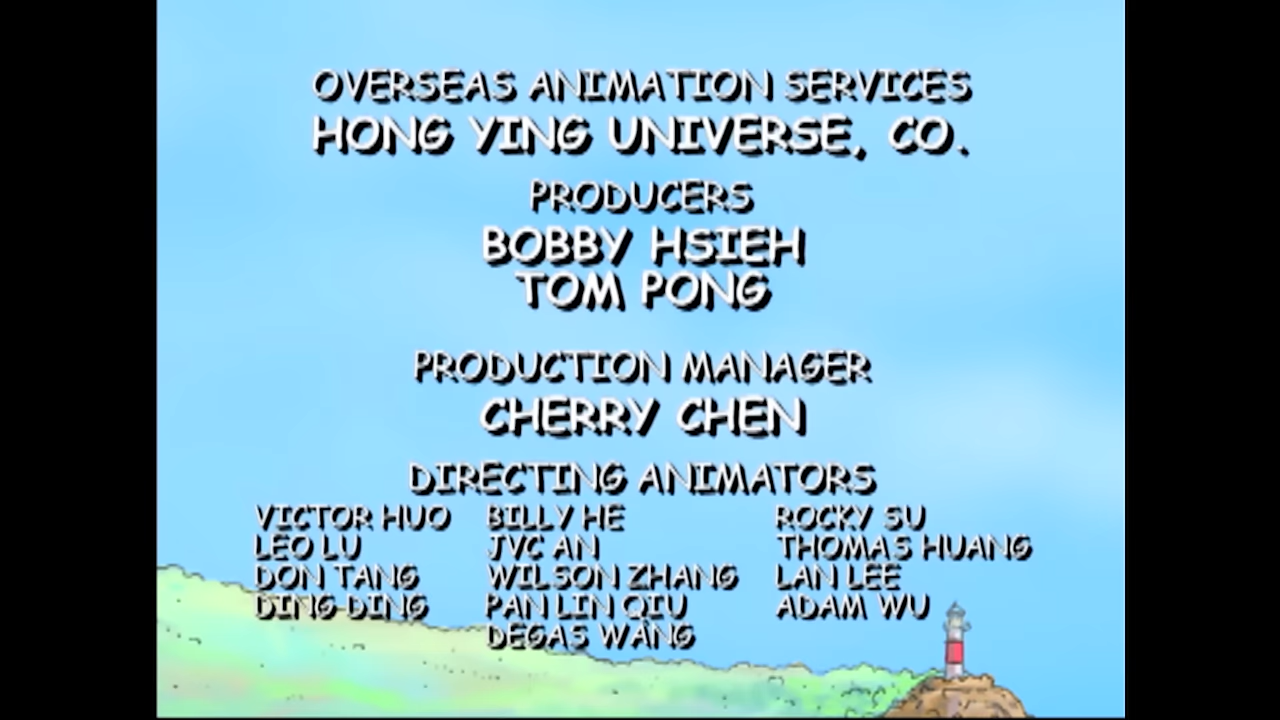 OVERSEAS ANIMATION SERVICES
HONG YING UNIVERSE, CO.
PRODUCERS
BOBBY HSIEH
TOM PONG
PRODUCTION MANAGER
CHERRY CHEN
DIRECTING ANIMATORS
VICTOR HUO BILLY HE ROCKY SU
LEO LU JVC AN THOMAS HUANG
DON TANG WILSON ZHANG LAN LEE
DING DING PAN LIN QIU ADAM WU
DEGAS WANG